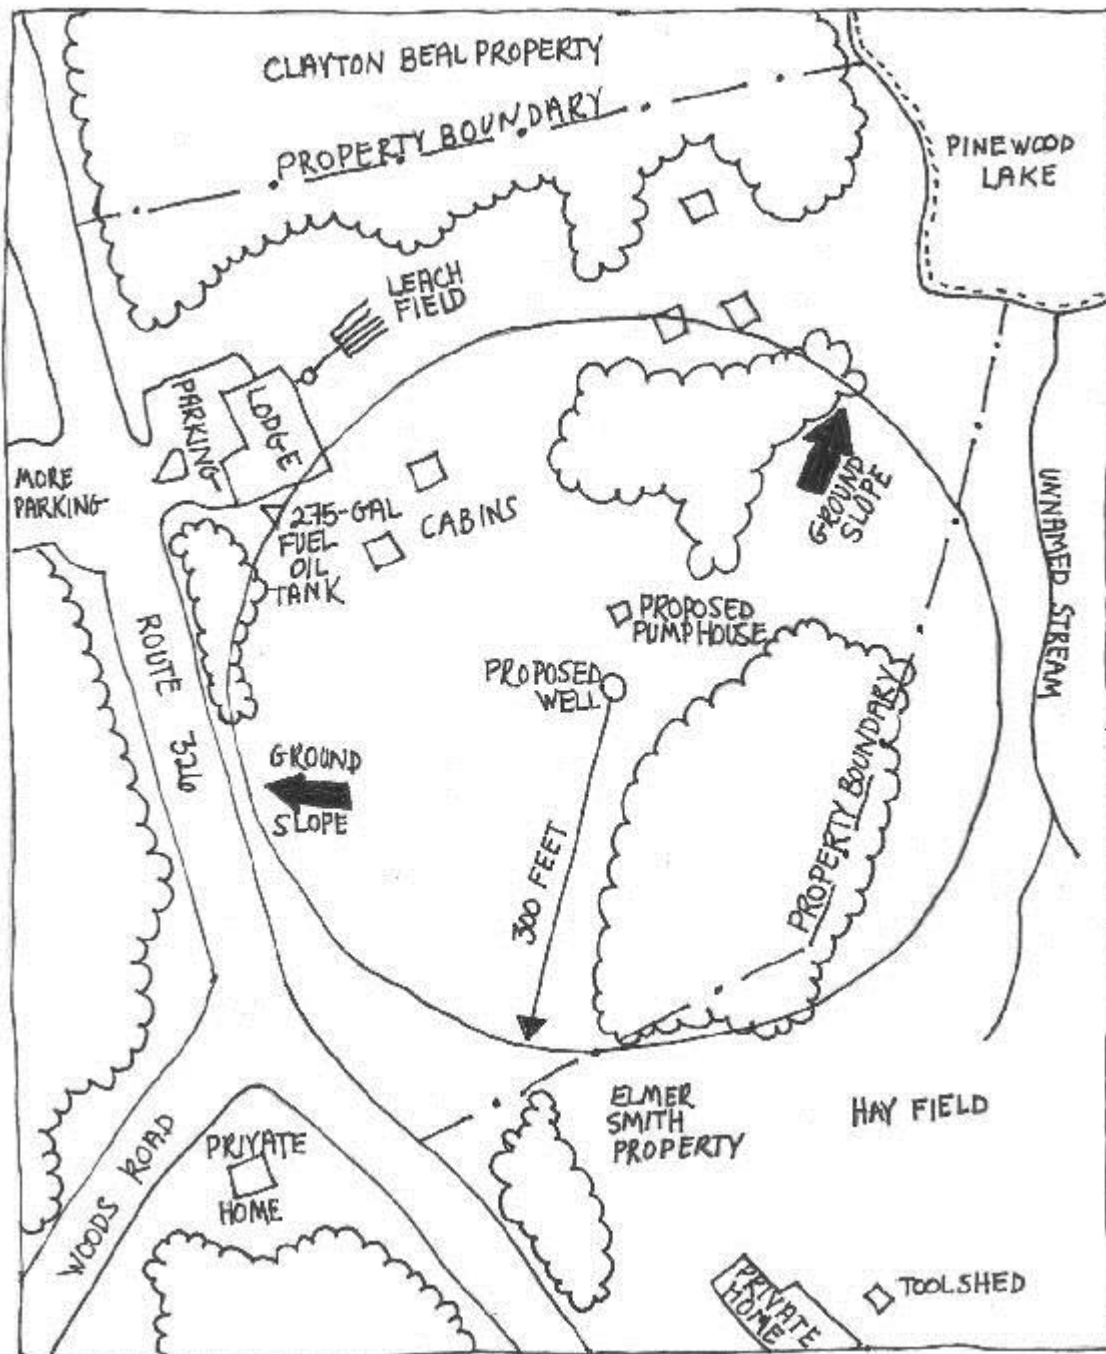 CLAYTON BEAL PROPERTY
PROPERTY BOUNDARY
PINEWOOD
LAKE
LEACH
FIELD
PARKING
LODGE
MORE
PARKING
275-GAL
FUEL
OIL
TANK
CABINS
GROUND
SLOPE
UNNAMED STREAM
PROPOSED
PUMPHOUSE
PROPOSED
WELL
ROUTE 326
GROUND
SLOPE
300 FEET
PROPERTY BOUNDARY
ELMER
SMITH
PROPERTY
HAY FIELD
WOODS ROAD
PRIVATE
HOME
PRIVATE
HOME
TOOLSHED